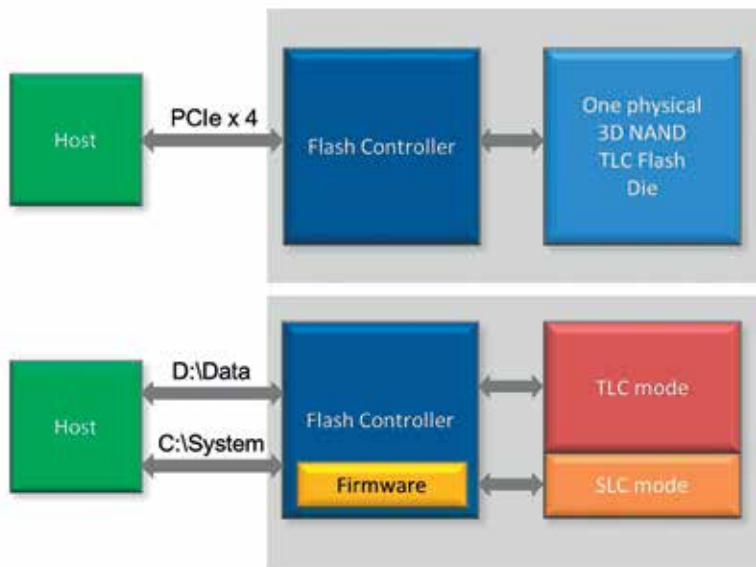 Host
PCIe x 4
Flash Controller
One physical
3D NAND
TLC Flash
Die
Host
D:\Data
C:\System
Flash Controller
Firmware
TLC mode
SLC mode